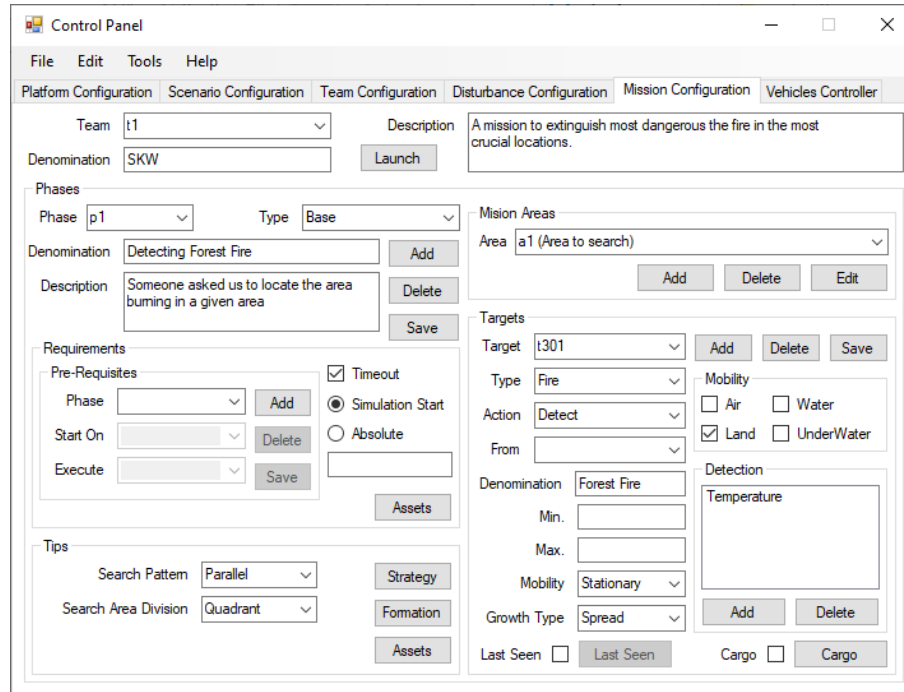 Control Panel
File Edit Tools Help
Platform Configuration Scenario Configuration Team Configuration Disturbance Configuration Mission Configuration Vehicles Controller
Team t1
Description A mission to extinguish most dangerous the fire in the most
crucial locations.
Denomination SKW
Launch
Phases
Phase p1 Type Base
Denomination Detecting Forest Fire Add
Description Someone asked us to locate the area
burning in a given area
Delete
Save
Requirements
Pre-Requisites
Phase Add
Start On Delete
Execute Save
Timeout
Simulation Start
Absolute
Assets
Tips
Search Pattern Parallel Strategy
Search Area Division Quadrant Formation
Assets
Mision Areas
Area a1 (Area to search)
Add Delete Edit
Targets
Target t301 Add Delete Save
Type Fire
Action Detect
From
Mobility
Air Water
Land UnderWater
Denomination Forest Fire
Min.
Max.
Mobility Stationary
Growth Type Spread
Detection
Temperature
Add Delete
Last Seen Last Seen Cargo Cargo